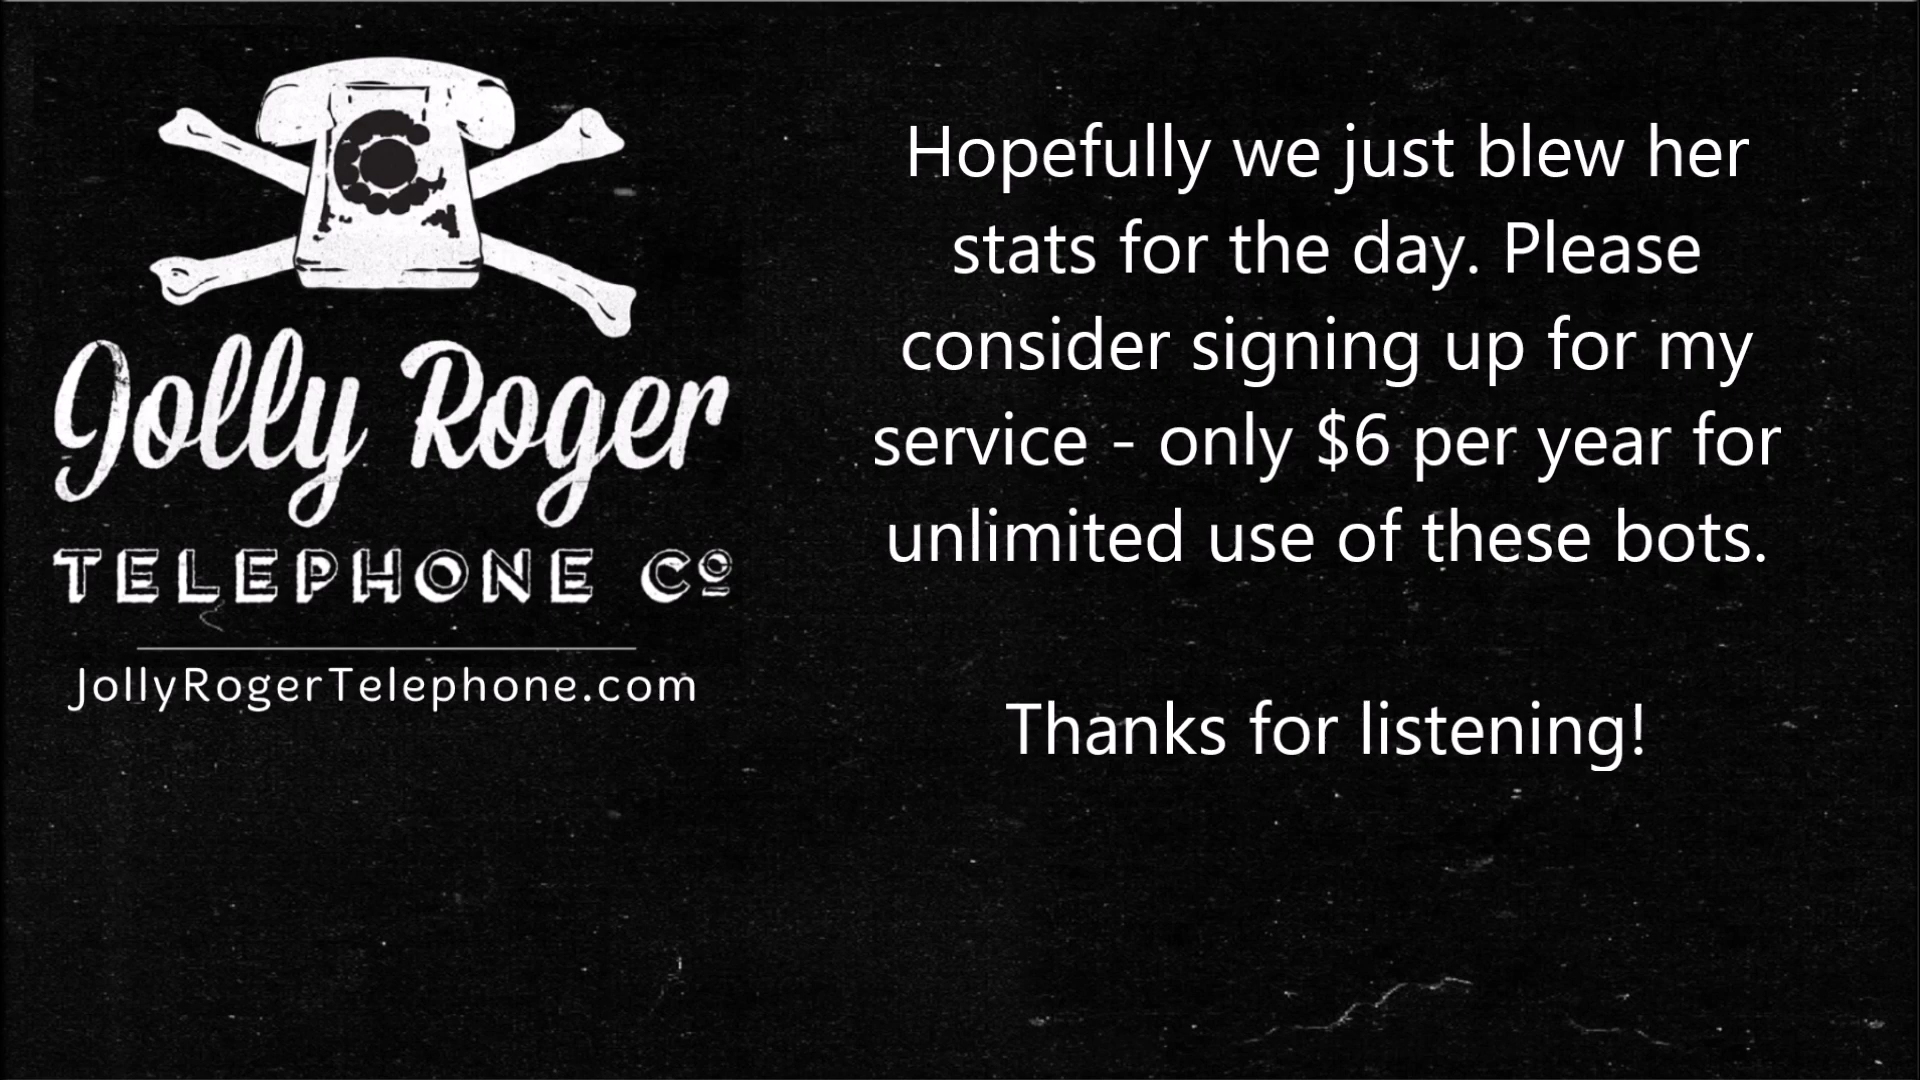 Jolly Roger
TELEPHONE Cº
JollyRogerTelephone.com
Hopefully we just blew her
stats for the day. Please
consider signing up for my
service - only $6 per year for
unlimited use of these bots.
Thanks for listening!